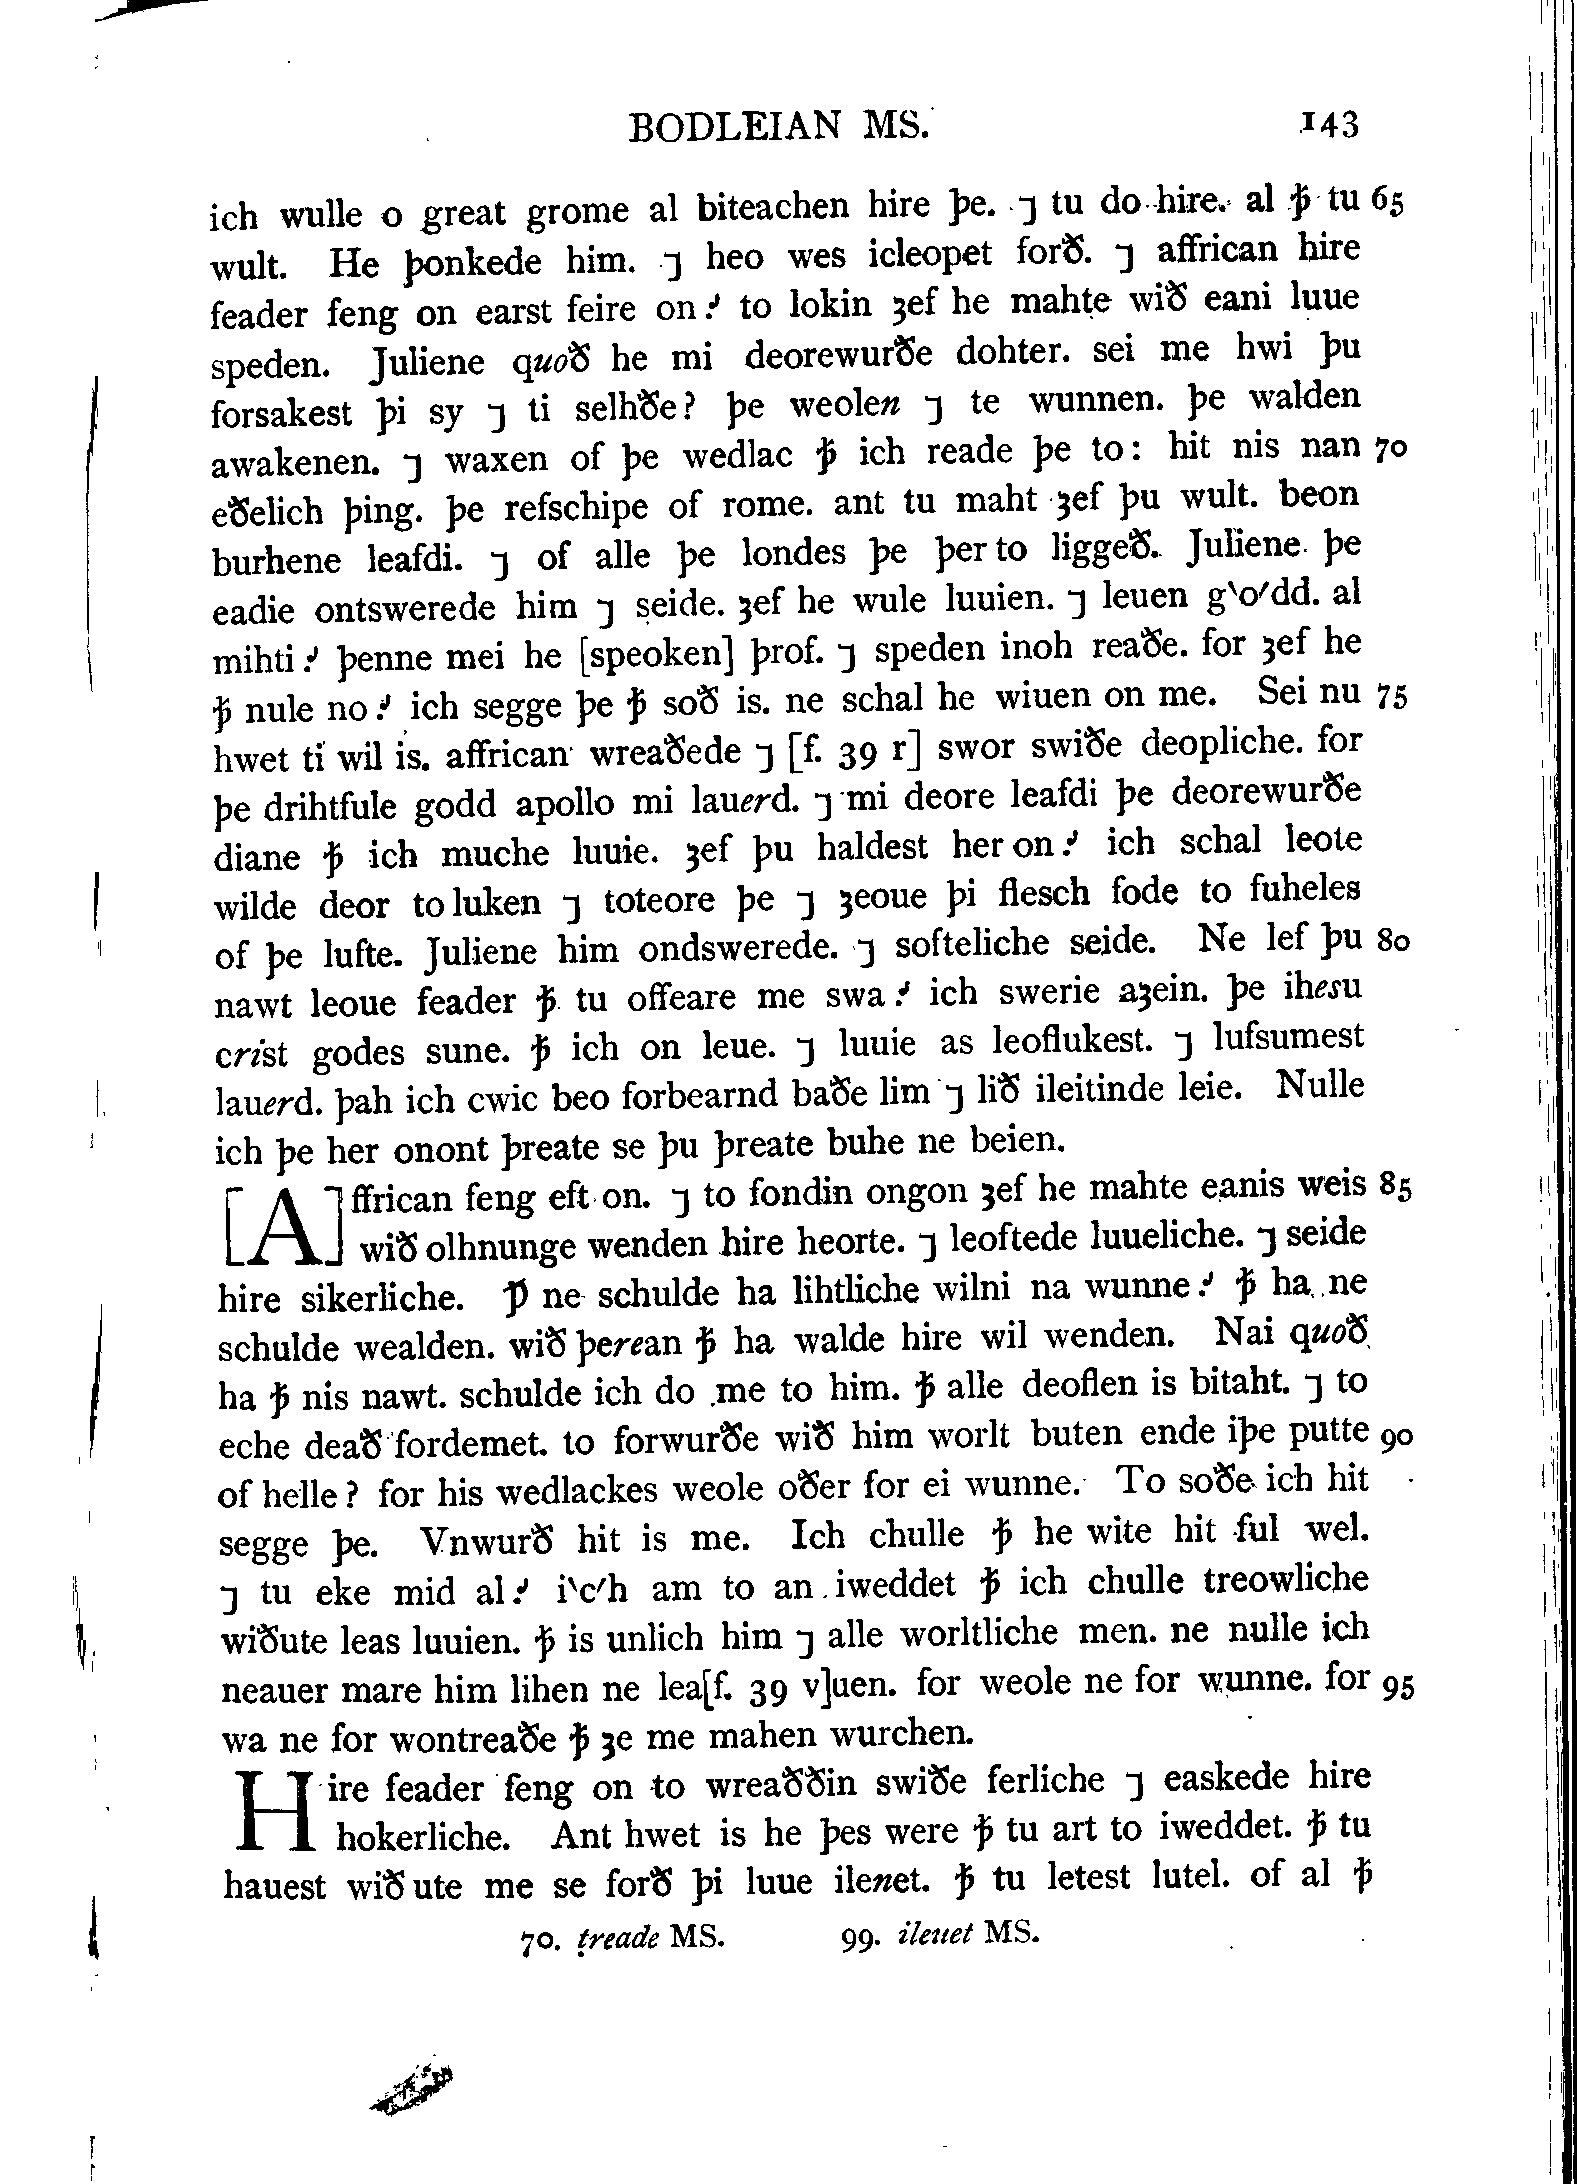 BODLEIAN MS. 143
ich wulle o great grome al biteachen hire þe. ⁊ tu do hire. al ꝥ tu 65
wult. He þonkede him. ⁊ heo wes icleopet forð. ⁊ affrican hire
feader feng on earst feire on.⸍ to lokin ȝef he mahte wið eani luue
speden. Juliene quoð he mi deorewurðe dohter. sei me hwi þu
forsakest þi sy ⁊ ti selhðe? þe weolen ⁊ te wunnen. þe walden
awakenen. ⁊ waxen of þe wedlac ꝥ ich reade þe to: hit nis nan 70
eðelich þing. þe refschipe of rome. ant tu maht ȝef þu wult. beon
burhene leafdi. ⁊ of alle þe londes þe þer to liggeð. Juliene þe
eadie ontswerede him ⁊ seide. ȝef he wule luuien. ⁊ leuen g‵o′dd. al
mihti.⸍ þenne mei he [speoken] þrof. ⁊ speden inoh reaðe. for ȝef he
ꝥ nule no.⸍ ich segge þe ꝥ soð is. ne schal he wiuen on me. Sei nu 75
hwet ti wil is. affrican wreaðede ⁊ [f. 39 r] swor swiðe deopliche. for
þe drihtfule godd apollo mi lauerd. ⁊ mi deore leafdi þe deorewurðe
diane ꝥ ich muche luuie. ȝef þu haldest her on.⸍ ich schal leote
wilde deor to luken ⁊ toteore þe ⁊ ȝeoue þi flesch fode to fuheles
of þe lufte. Juliene him ondswerede. ⁊ softeliche seide. Ne lef þu 80
nawt leoue feader ꝥ tu offeare me swa.⸍ ich swerie aȝein. þe ihesu
crist godes sune. ꝥ ich on leue. ⁊ luuie as leoflukest. ⁊ lufsumest
lauerd. þah ich cwic beo forbearnd baðe lim ⁊ lið ileitinde leie. Nulle
ich þe her onont þreate se þu þreate buhe ne beien.
[A]ffrican feng eft on. ⁊ to fondin ongon ȝef he mahte eanis weis 85
wið olhnunge wenden hire heorte. ⁊ leoftede luueliche. ⁊ seide
hire sikerliche. Ꝥ ne schulde ha lihtliche wilni na wunne.⸍ ꝥ ha ne
schulde wealden. wið þerean ꝥ ha walde hire wil wenden. Nai quoð
ha ꝥ nis nawt. schulde ich do me to him. ꝥ alle deoflen is bitaht. ⁊ to
eche deað fordemet. to forwurðe wið him worlt buten ende iþe putte 90
of helle? for his wedlackes weole oðer for ei wunne. To soðe ich hit
segge þe. Vnwurð hit is me. Ich chulle ꝥ he wite hit ful wel.
⁊ tu eke mid al.⸍ i‵c′h am to an iweddet ꝥ ich chulle treowliche
wiðute leas luuien. ꝥ is unlich him ⁊ alle worltliche men. ne nulle ich
neauer mare him lihen ne lea[f. 39 v]uen. for weole ne for wunne. for 95
wa ne for wontreaðe ꝥ ȝe me mahen wurchen.
Hire feader feng on to wreaððin swiðe ferliche ⁊ easkede hire
hokerliche. Ant hwet is he þes were ꝥ tu art to iweddet. ꝥ tu
hauest wið ute me se forð þi luue ilenet. ꝥ tu letest lutel. of al ꝥ
70. ṭreade MS. 99. ileuet MS.